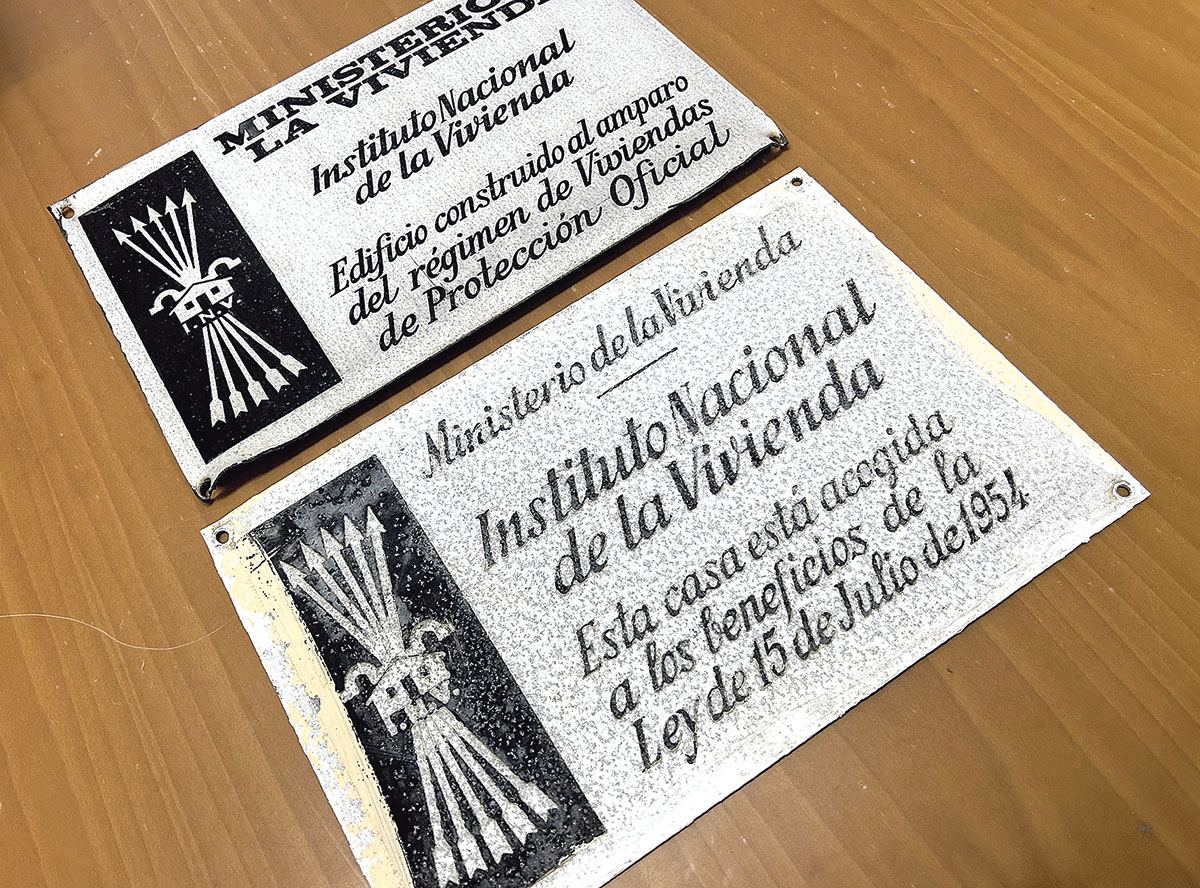 MINISTERIO
LA VIVIENDA
Instituto Nacional
de la Vivienda
Edificio construido al amparo
del régimen de Viviendas
de Protección Oficial
I.N.V.
Ministerio de la Vivienda
Instituto Nacional
de la Vivienda
Esta casa está acogida
a los beneficios de la
Ley de 15 de Julio de 1954
I.N.V.